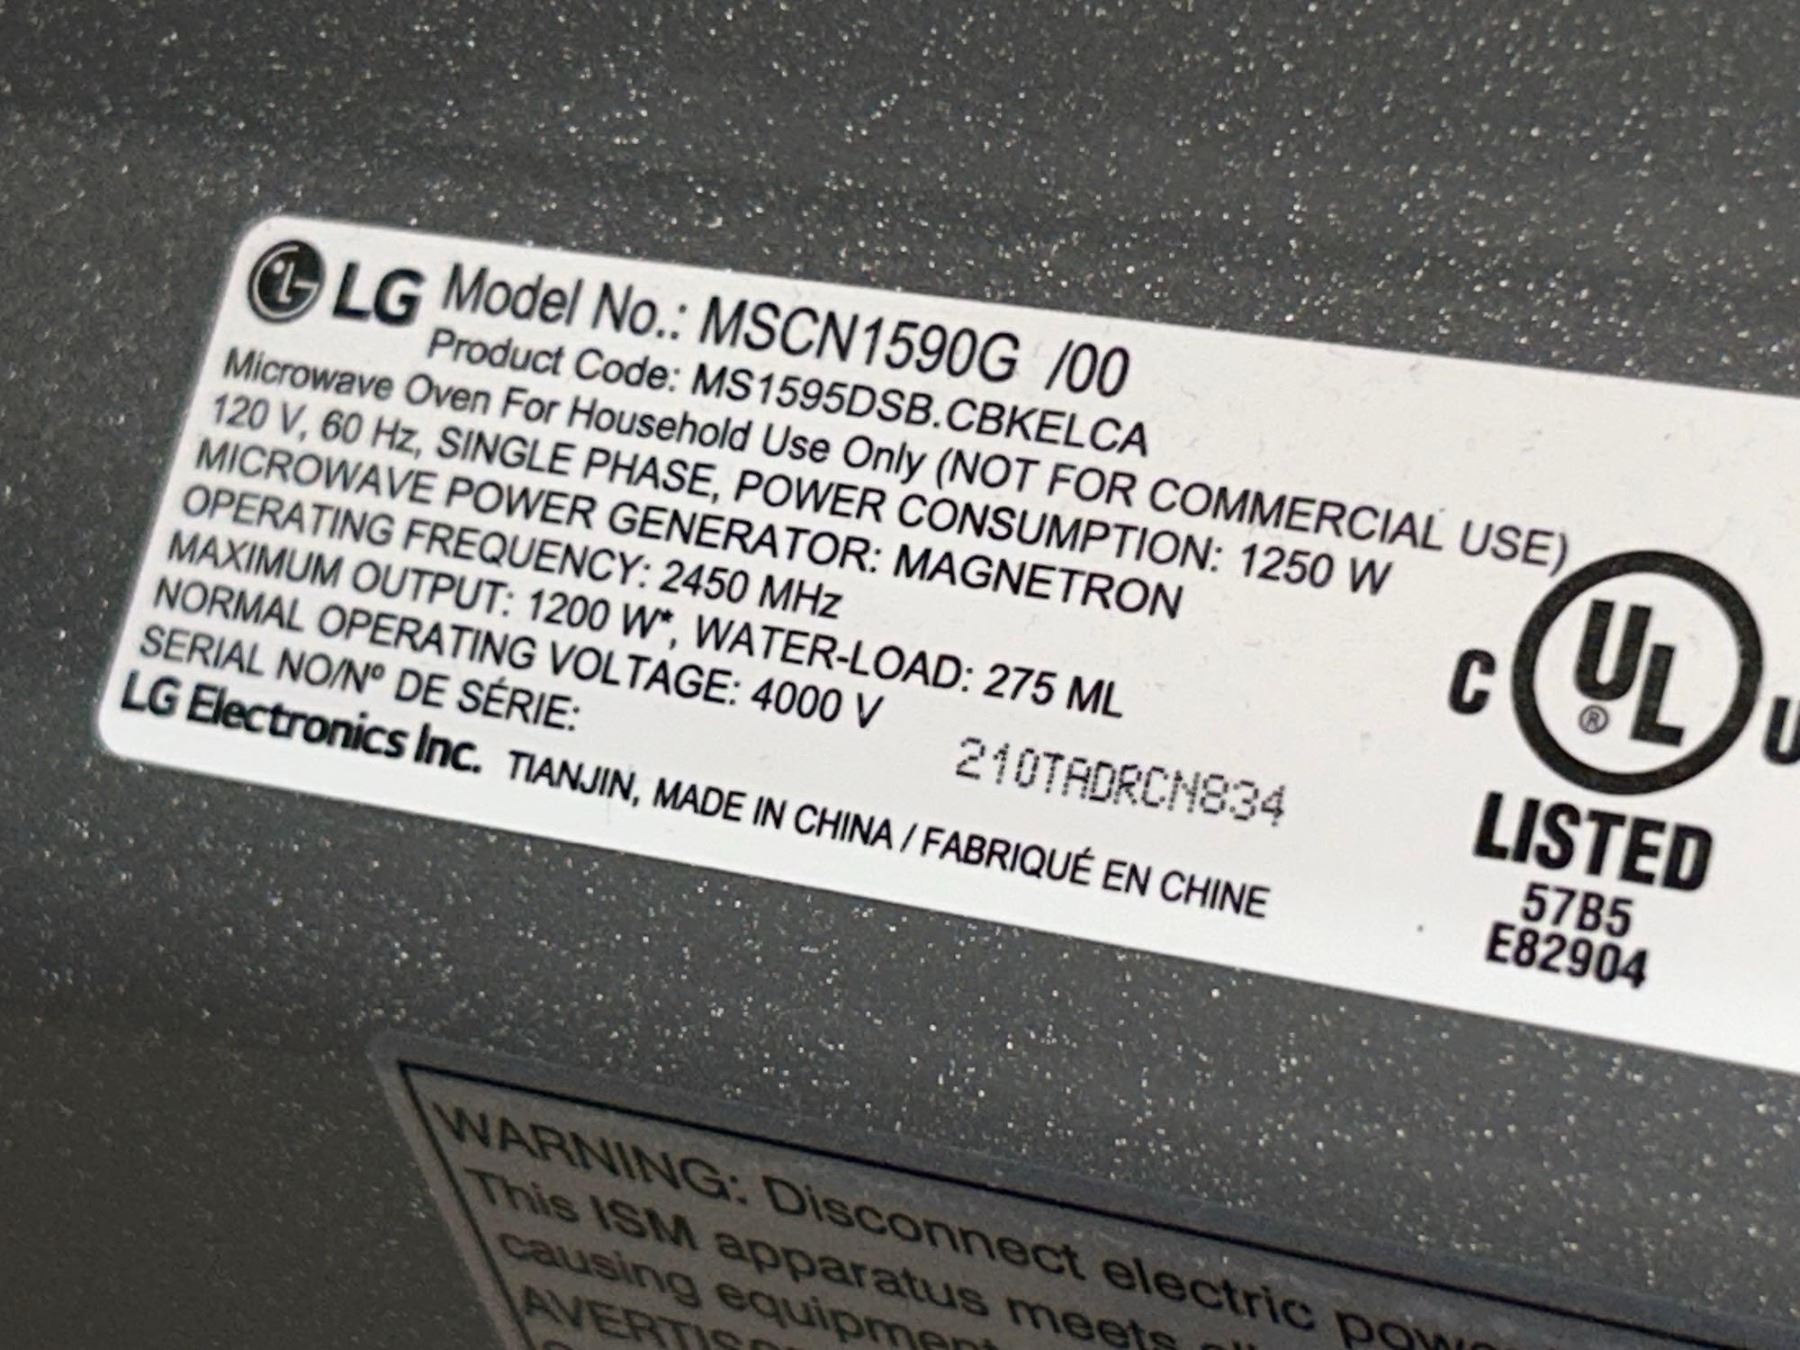 LG Model No.: MSCN1590G /00
Product Code: MS1595DSB.CBKELCA
Microwave Oven For Household Use Only (NOT FOR COMMERCIAL USE)
120 V, 60 Hz, SINGLE PHASE, POWER CONSUMPTION: 1250 W
MICROWAVE POWER GENERATOR: MAGNETRON
OPERATING FREQUENCY: 2450 MHz
MAXIMUM OUTPUT: 1200 W*, WATER-LOAD: 275 ML
NORMAL OPERATING VOLTAGE: 4000 V
SERIAL NO/Nº DE SÉRIE: 210TADRCN834
LG Electronics Inc. TIANJIN, MADE IN CHINA / FABRIQUÉ EN CHINE
C UL ® U
LISTED
57B5
E82904
WARNING: Disconnect electric
This ISM apparatus meets
causing